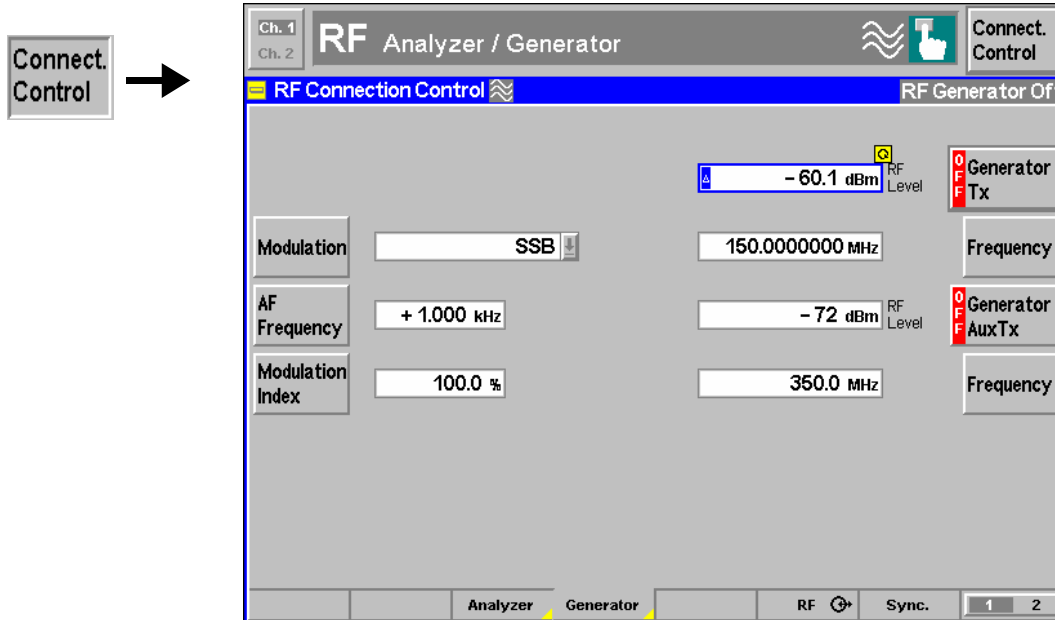 Connect.
Control
Ch. 1
Ch. 2
RF Analyzer / Generator
Connect.
Control
RF Connection Control
RF Generator Of
- 60.1 dBm
RF
Level
OFF
Generator
Tx
Modulation
SSB
150.0000000 MHz
Frequency
AF
Frequency
+ 1.000 kHz
- 72 dBm
RF
Level
OFF
Generator
AuxTx
Modulation
Index
100.0 %
350.0 MHz
Frequency
Analyzer
Generator
RF
Sync.
1 2